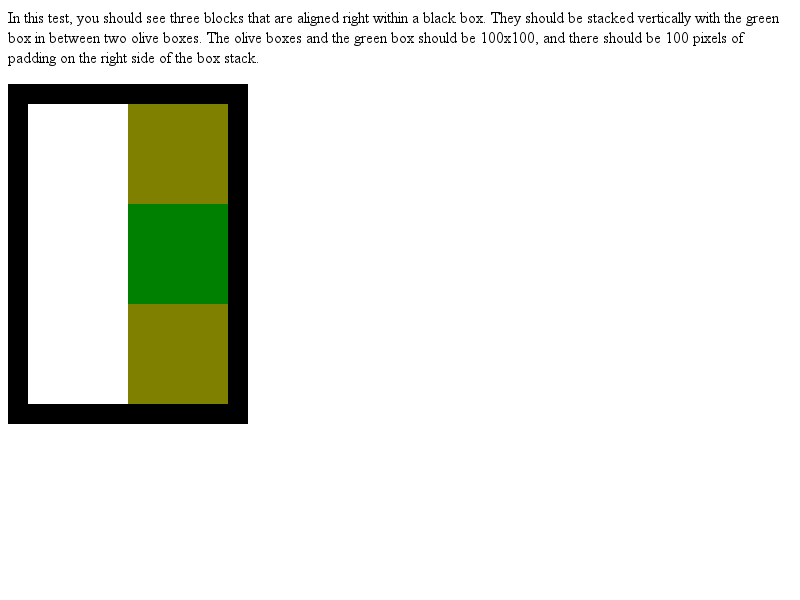 In this test, you should see three blocks that are aligned right within a black box. They should be stacked vertically with the green
box in between two olive boxes. The olive boxes and the green box should be 100x100, and there should be 100 pixels of
padding on the right side of the box stack.